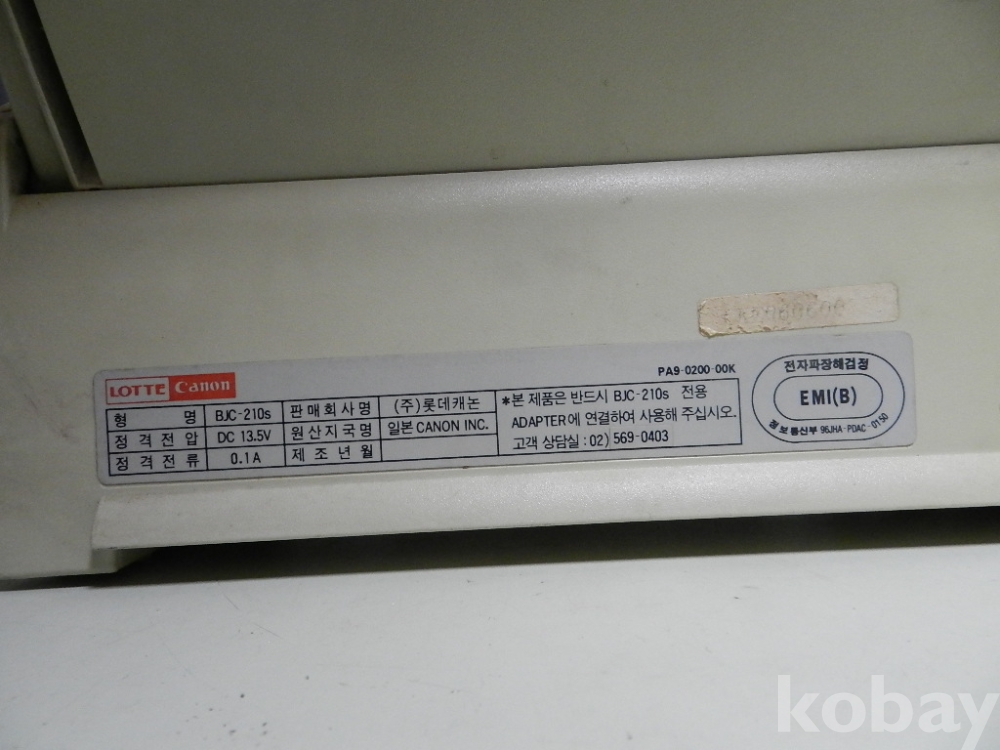 PA9-0200-00K
LOTTE Canon
형 명 BJC-210s 판매회사명 (주)롯데캐논
정격전압 DC 13.5V 원산지국명 일본 CANON INC.
정격전류 0.1A 제조년월
*본 제품은 반드시 BJC-210s 전용
ADAPTER에 연결하여 사용해 주십시오.
고객 상담실 : 02) 569-0403
전자파장해검정
EMI(B)
정보통신부 96JHA-PDAC-0150
kobay